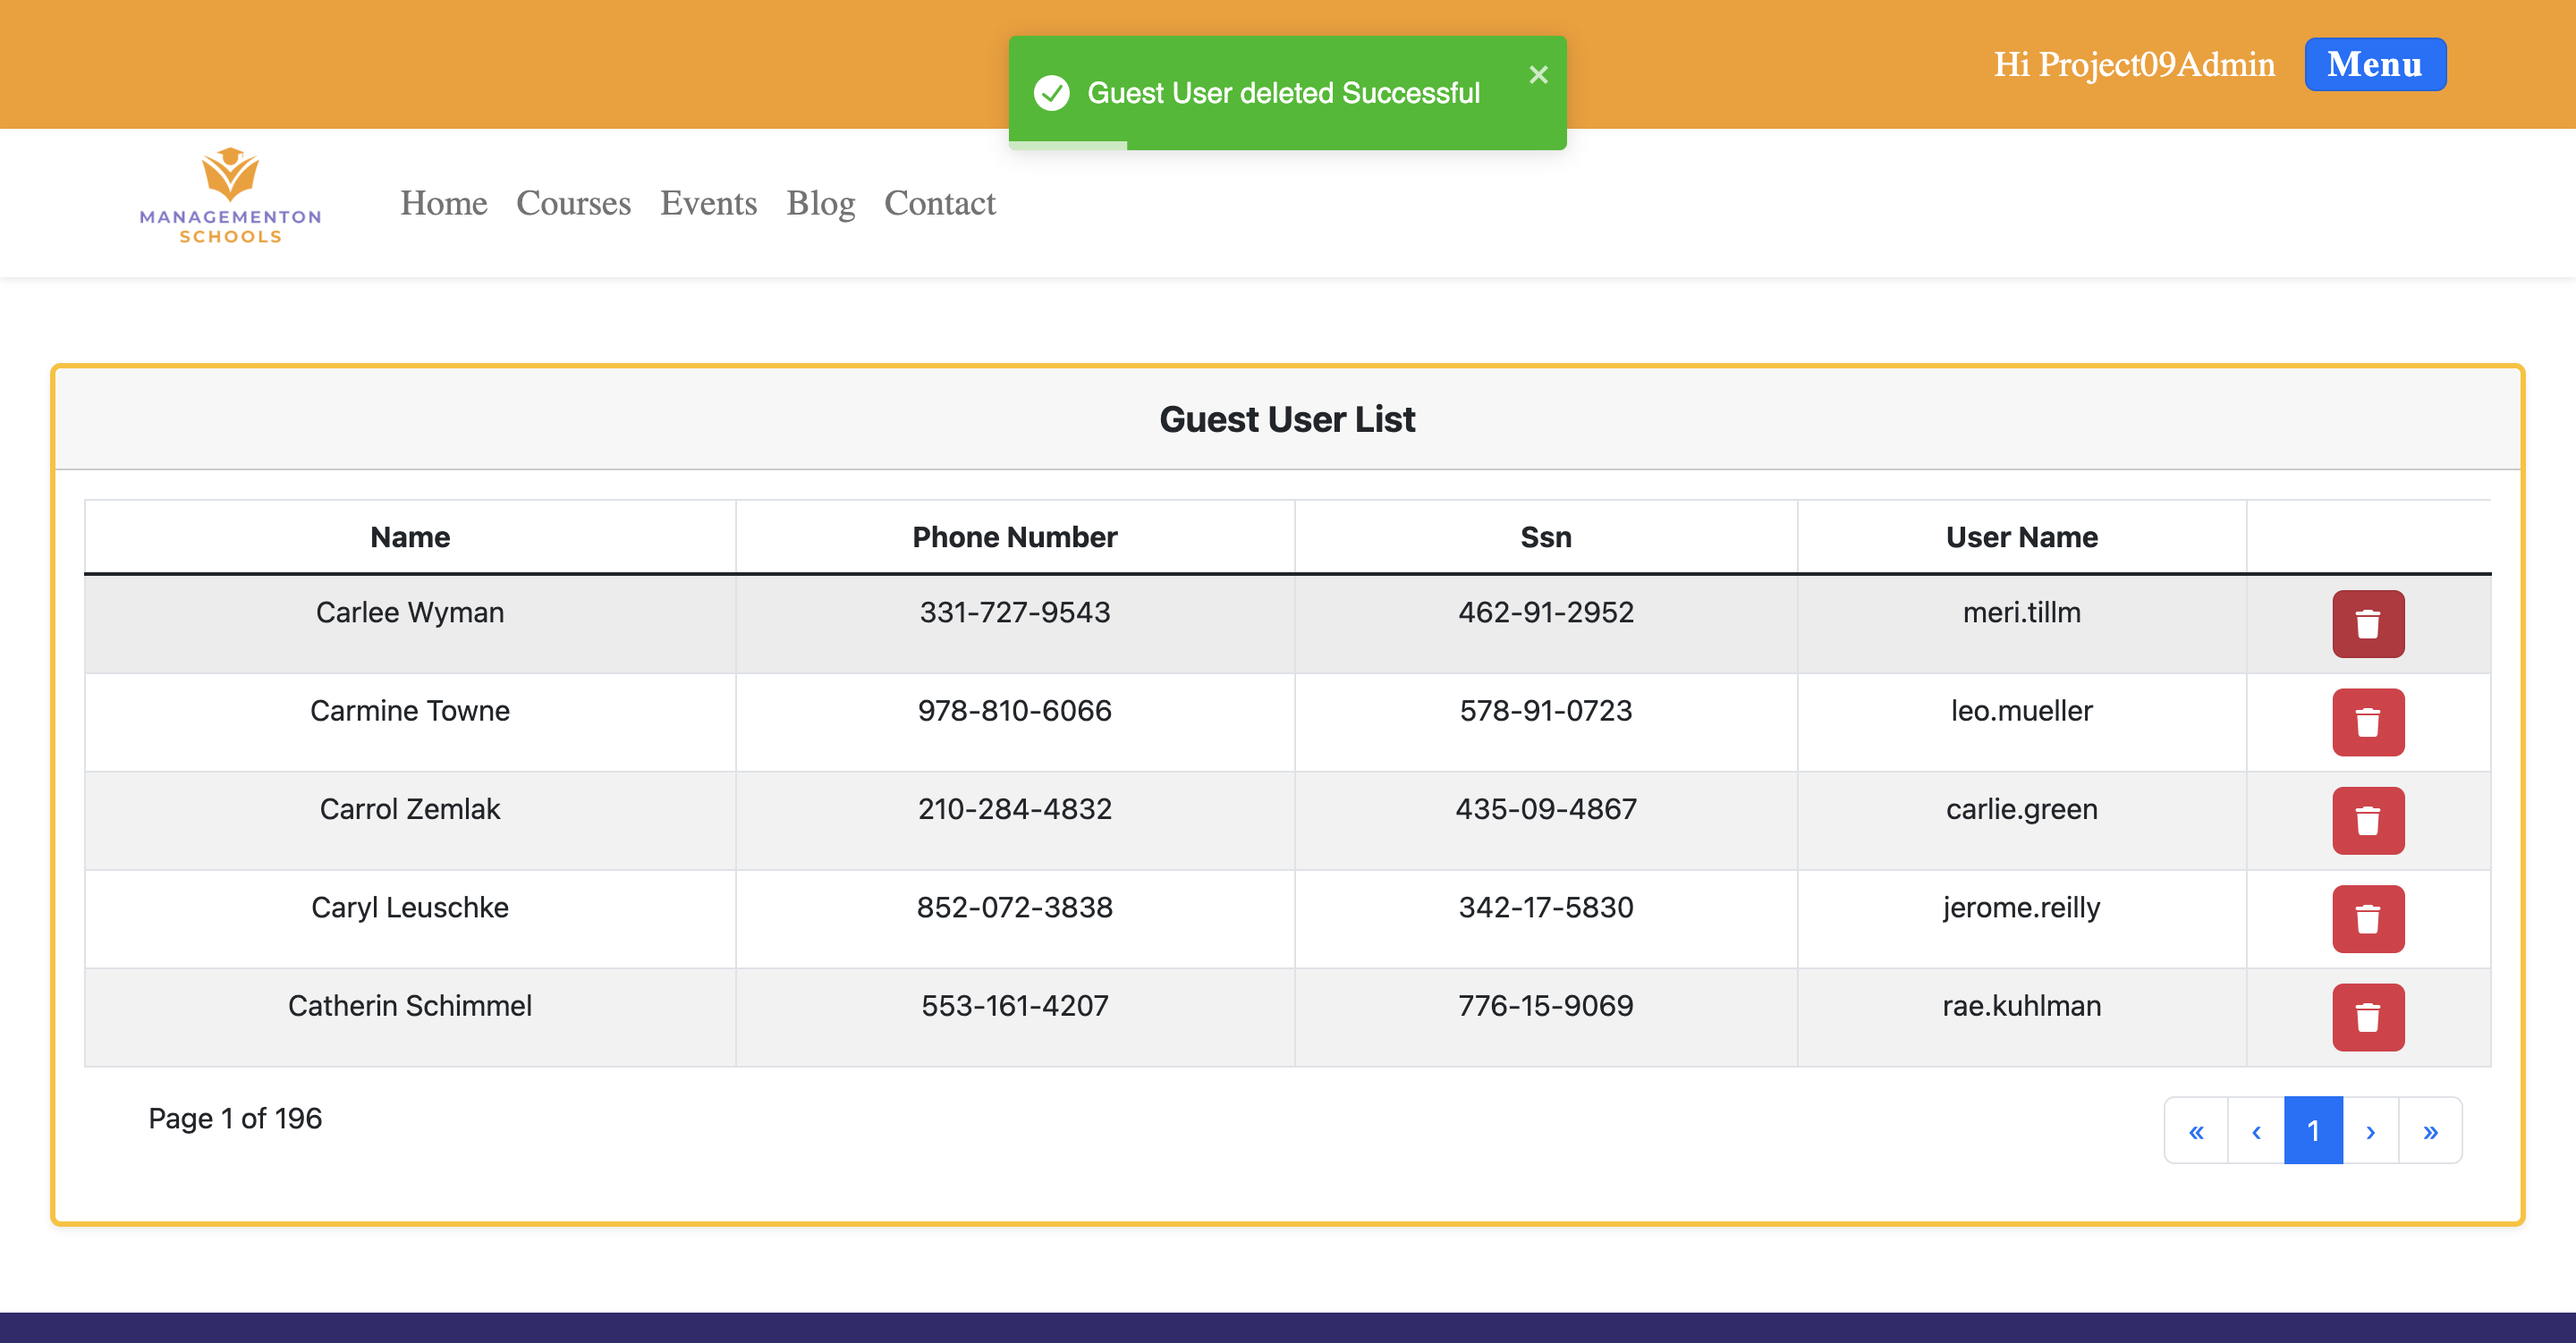 Hi Project09Admin Menu
Guest User deleted Successful ×
MANAGEMENTON
SCHOOLS
Home Courses Events Blog Contact
Guest User List
Name Phone Number Ssn User Name
Carlee Wyman 331-727-9543 462-91-2952 meri.tillm
Carmine Towne 978-810-6066 578-91-0723 leo.mueller
Carrol Zemlak 210-284-4832 435-09-4867 carlie.green
Caryl Leuschke 852-072-3838 342-17-5830 jerome.reilly
Catherin Schimmel 553-161-4207 776-15-9069 rae.kuhlman
Page 1 of 196 « ‹ 1 › »